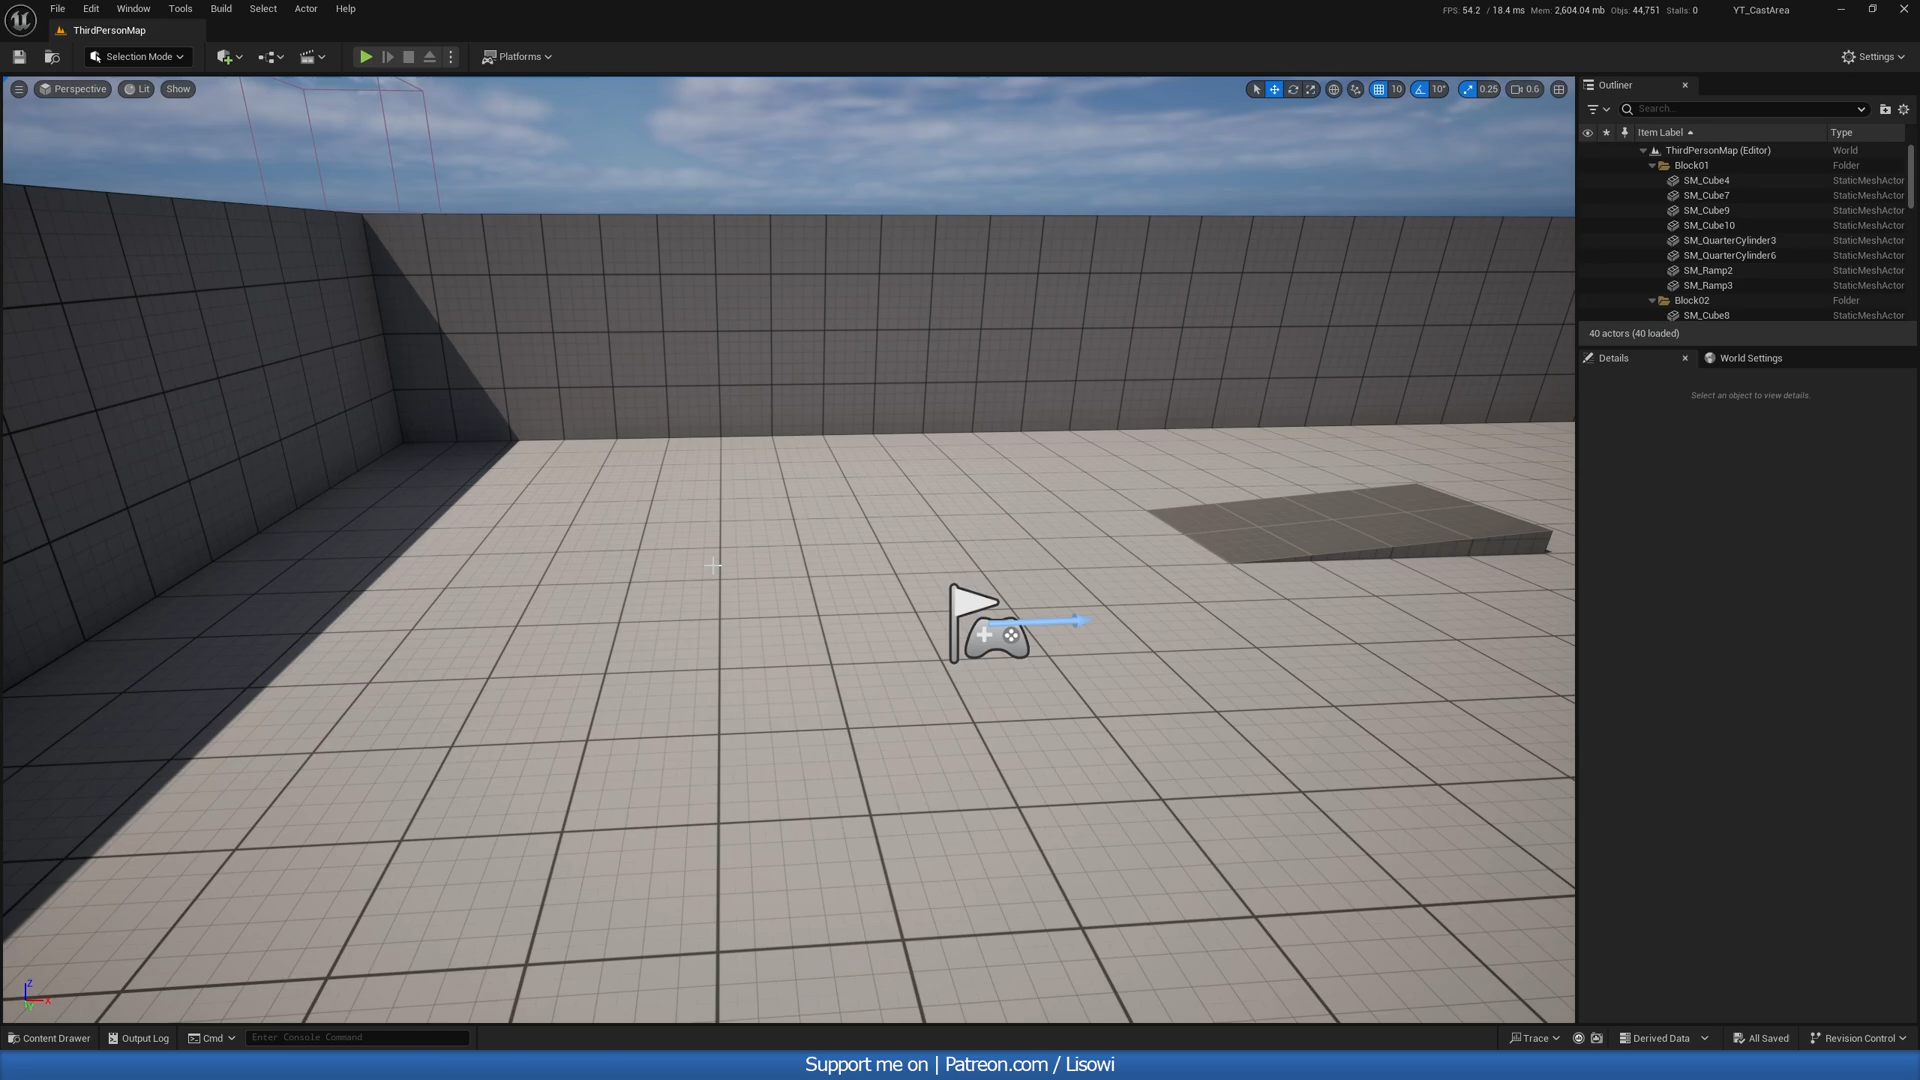 File Edit Window Tools Build Select Actor Help
FPS: 54.2 / 18.4 ms Mem: 2,604.04 mb Objs: 44,751 Stalls: 0 YT_CastArea
ThirdPersonMap
Selection Mode Platforms Settings
Perspective Lit Show 10 10° 0.25 0.6
Outliner
Search...
Item Label Type
ThirdPersonMap (Editor) World
Block01 Folder
SM_Cube4 StaticMeshActor
SM_Cube7 StaticMeshActor
SM_Cube9 StaticMeshActor
SM_Cube10 StaticMeshActor
SM_QuarterCylinder3 StaticMeshActor
SM_QuarterCylinder6 StaticMeshActor
SM_Ramp2 StaticMeshActor
SM_Ramp3 StaticMeshActor
Block02 Folder
SM_Cube8 StaticMeshActor
40 actors (40 loaded)
Details World Settings
Select an object to view details.
Z
X
Y
Content Drawer Output Log Cmd Enter Console Command Trace Derived Data All Saved Revision Control
Support me on | Patreon.com / Lisowi